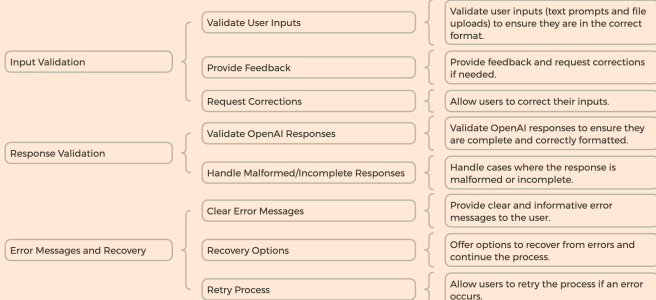 Input Validation
Validate User Inputs
Validate user inputs (text prompts and file
uploads) to ensure they are in the correct
format.
Provide Feedback
Provide feedback and request corrections
if needed.
Request Corrections
Allow users to correct their inputs.
Response Validation
Validate OpenAI Responses
Validate OpenAI responses to ensure they
are complete and correctly formatted.
Handle Malformed/Incomplete Responses
Handle cases where the response is
malformed or incomplete.
Error Messages and Recovery
Clear Error Messages
Provide clear and informative error
messages to the user.
Recovery Options
Offer options to recover from errors and
continue the process.
Retry Process
Allow users to retry the process if an error
occurs.